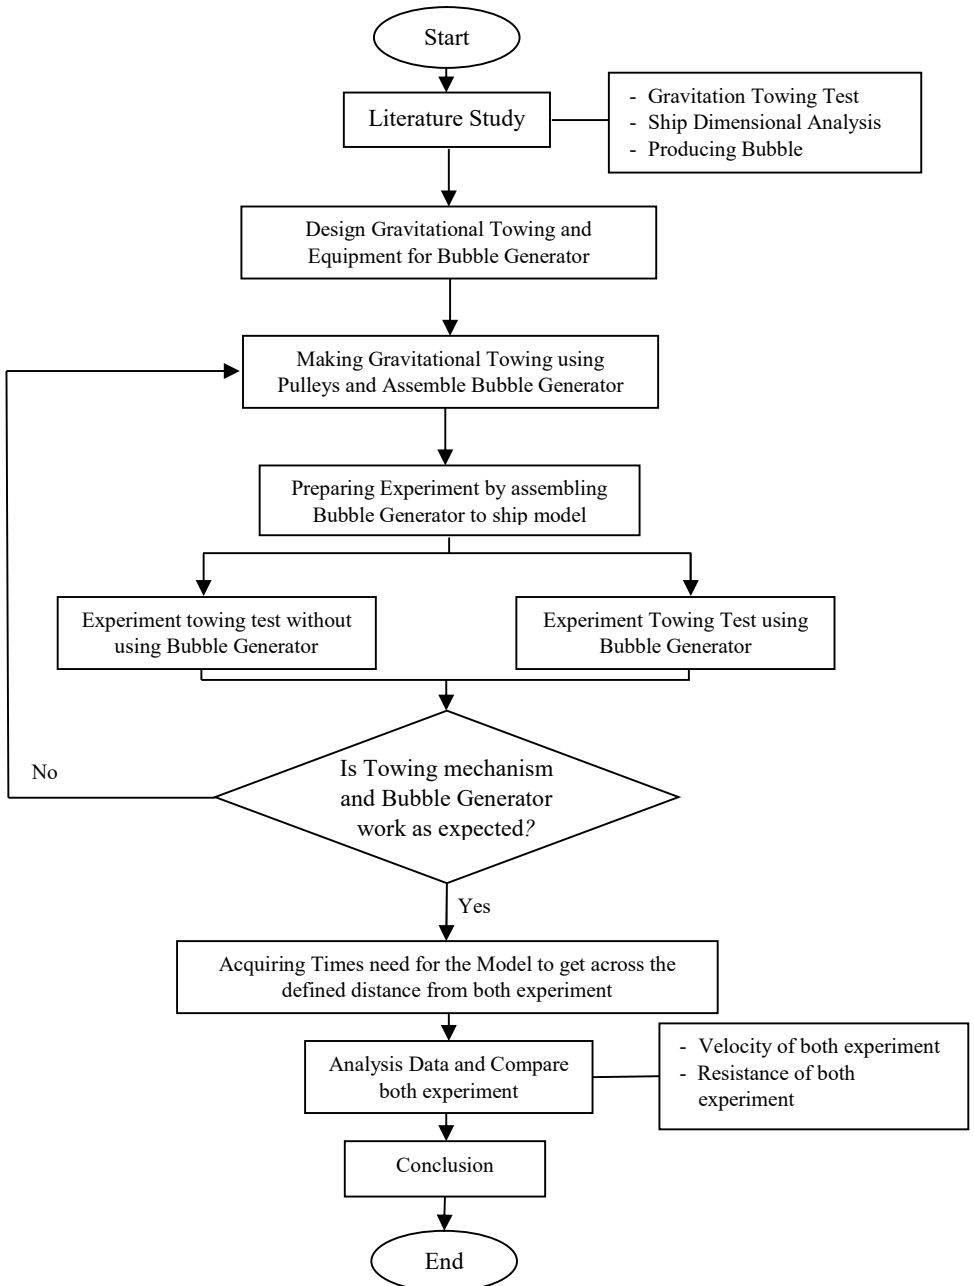 Start
Literature Study
- Gravitation Towing Test
- Ship Dimensional Analysis
- Producing Bubble
Design Gravitational Towing and
Equipment for Bubble Generator
Making Gravitational Towing using
Pulleys and Assemble Bubble Generator
Preparing Experiment by assembling
Bubble Generator to ship model
Experiment towing test without
using Bubble Generator
Experiment Towing Test using
Bubble Generator
Is Towing mechanism
and Bubble Generator
work as expected?
No
Yes
Acquiring Times need for the Model to get across the
defined distance from both experiment
Analysis Data and Compare
both experiment
- Velocity of both experiment
- Resistance of both
experiment
Conclusion
End